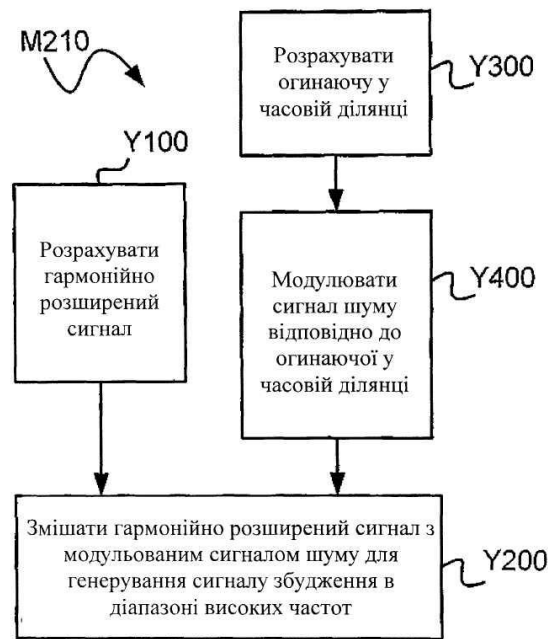 M210
Розрахувати
огинаючу у
часовій ділянці
Y300
Y100
Розрахувати
гармонійно
розширений
сигнал
Модулювати
сигнал шуму
відповідно до
огинаючої у
часовій ділянці
Y400
Змішати гармонійно розширений сигнал з
модульованим сигналом шуму для
генерування сигналу збудження в
діапазоні високих частот
Y200